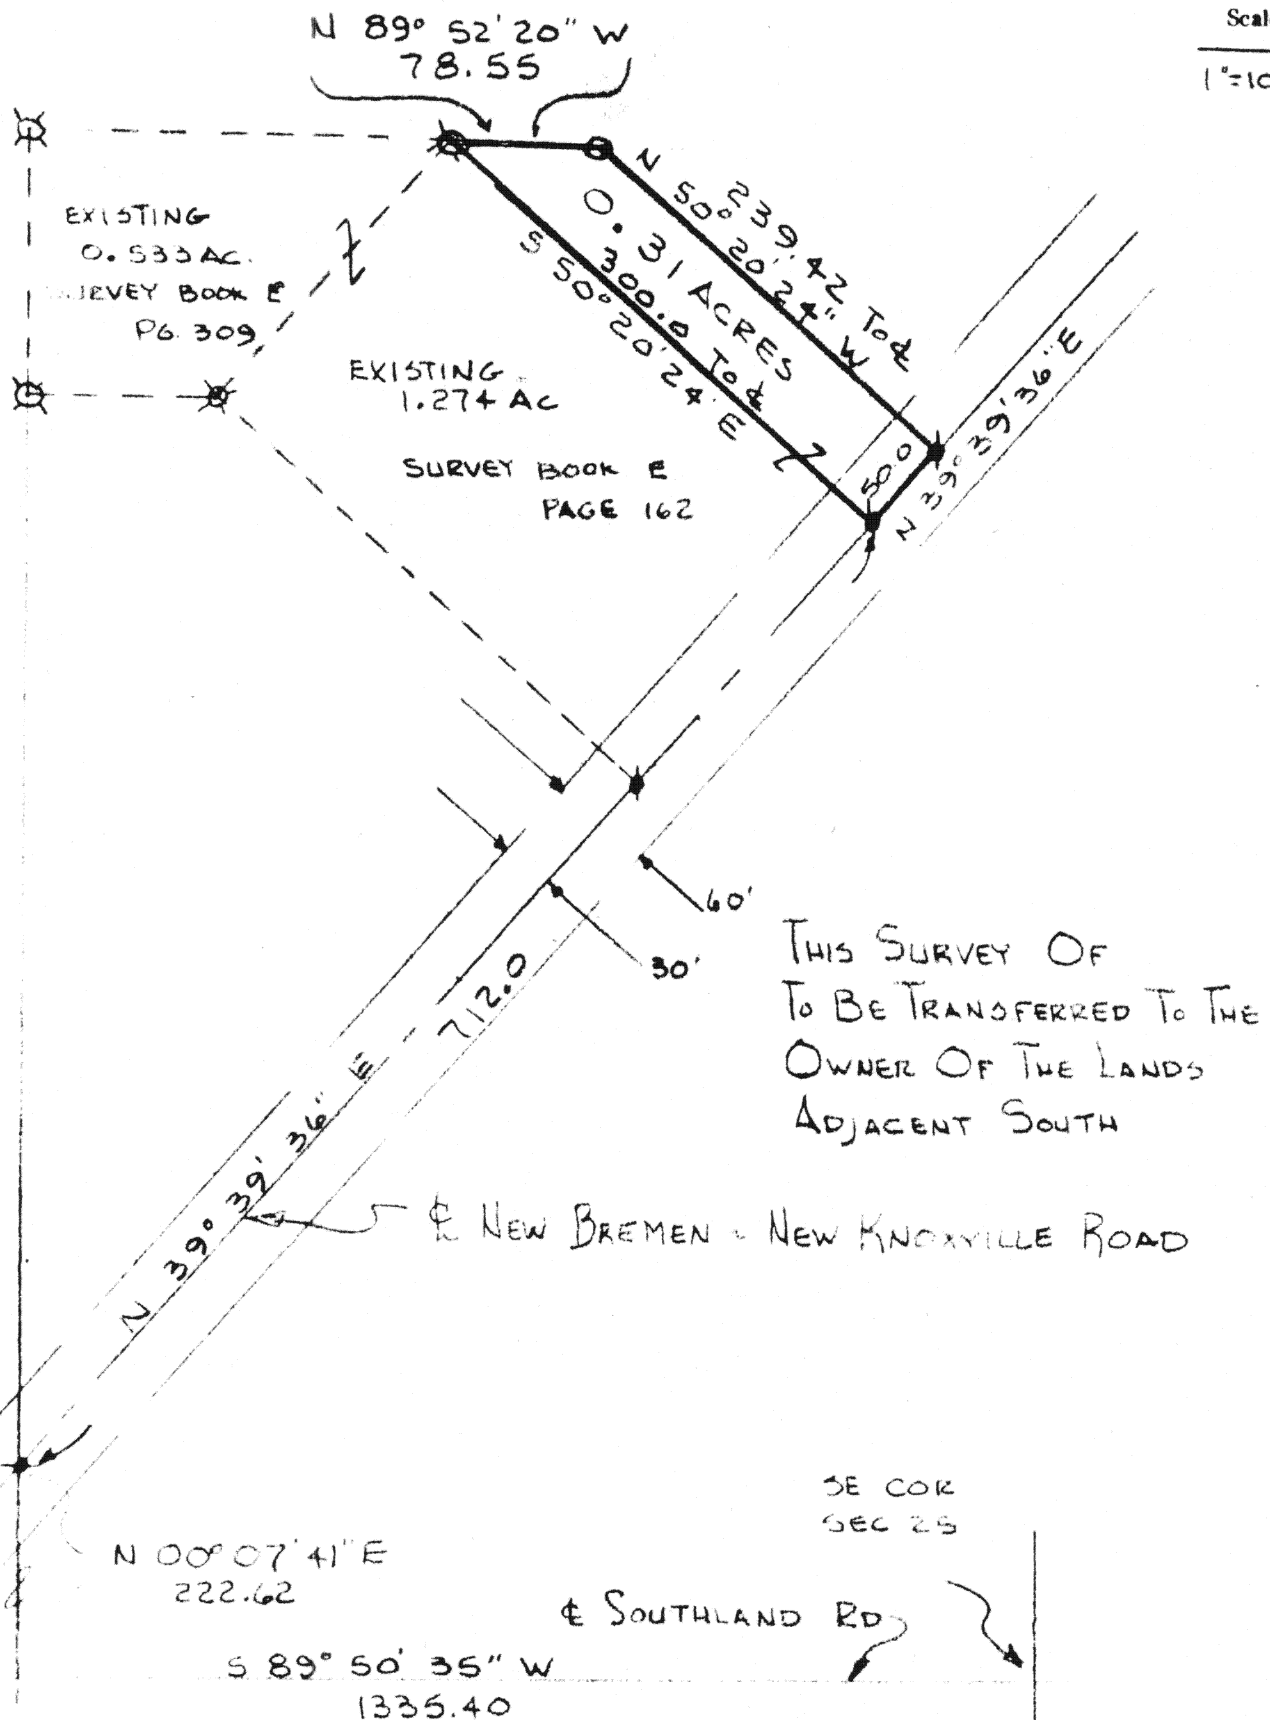 Scal
1"=10
N 89° 52' 20" W
78.55
EXISTING
0.533 AC.
SURVEY BOOK E
PG. 309
EXISTING
1.274 AC
SURVEY BOOK E
PAGE 162
239.42 To ℄
N 50° 20' 24" W
0.31 ACRES
300.0 To ℄
S 50° 20' 24" E
50.0
N 39° 39' 36" E
60'
30'
712.0
N 39° 39' 36" E
THIS SURVEY OF
TO BE TRANSFERRED TO THE
OWNER OF THE LANDS
ADJACENT SOUTH
℄ NEW BREMEN - NEW KNOXVILLE ROAD
SE COR
SEC 25
N 00° 07' 41" E
222.62
℄ SOUTHLAND RD
S 89° 50' 35" W
1335.40